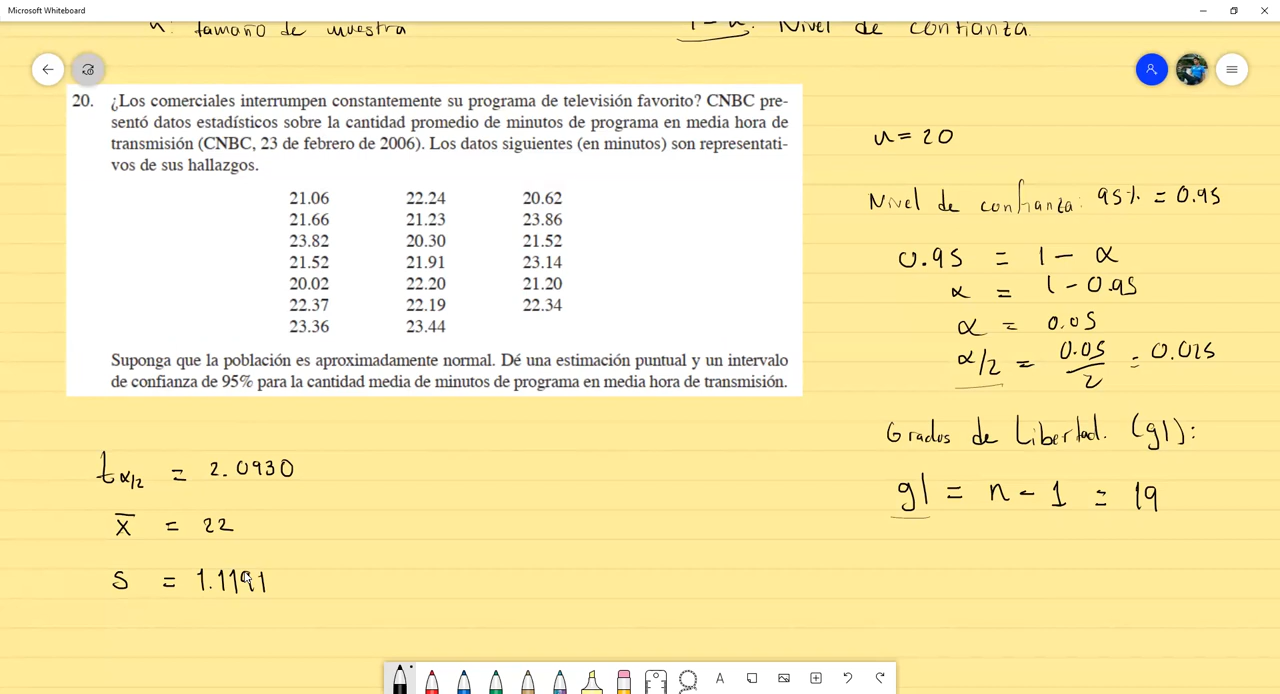 Microsoft Whiteboard
n: tamaño de muestra
1 - α: Nivel de confianza.
20. ¿Los comerciales interrumpen constantemente su programa de televisión favorito? CNBC pre-
sentó datos estadísticos sobre la cantidad promedio de minutos de programa en media hora de
transmisión (CNBC, 23 de febrero de 2006). Los datos siguientes (en minutos) son representati-
vos de sus hallazgos.
21.06 22.24 20.62
21.66 21.23 23.86
23.82 20.30 21.52
21.52 21.91 23.14
20.02 22.20 21.20
22.37 22.19 22.34
23.36 23.44
Suponga que la población es aproximadamente normal. Dé una estimación puntual y un intervalo
de confianza de 95% para la cantidad media de minutos de programa en media hora de transmisión.
n = 20
Nivel de confianza: 95% = 0.95
0.95 = 1 - α
α = 1 - 0.95
α = 0.05
α/2 = 0.05/2 = 0.025
Grados de Libertad. (gl):
gl = n - 1 = 19
t α/2 = 2.0930
x̅ = 22
s = 1.1191
A